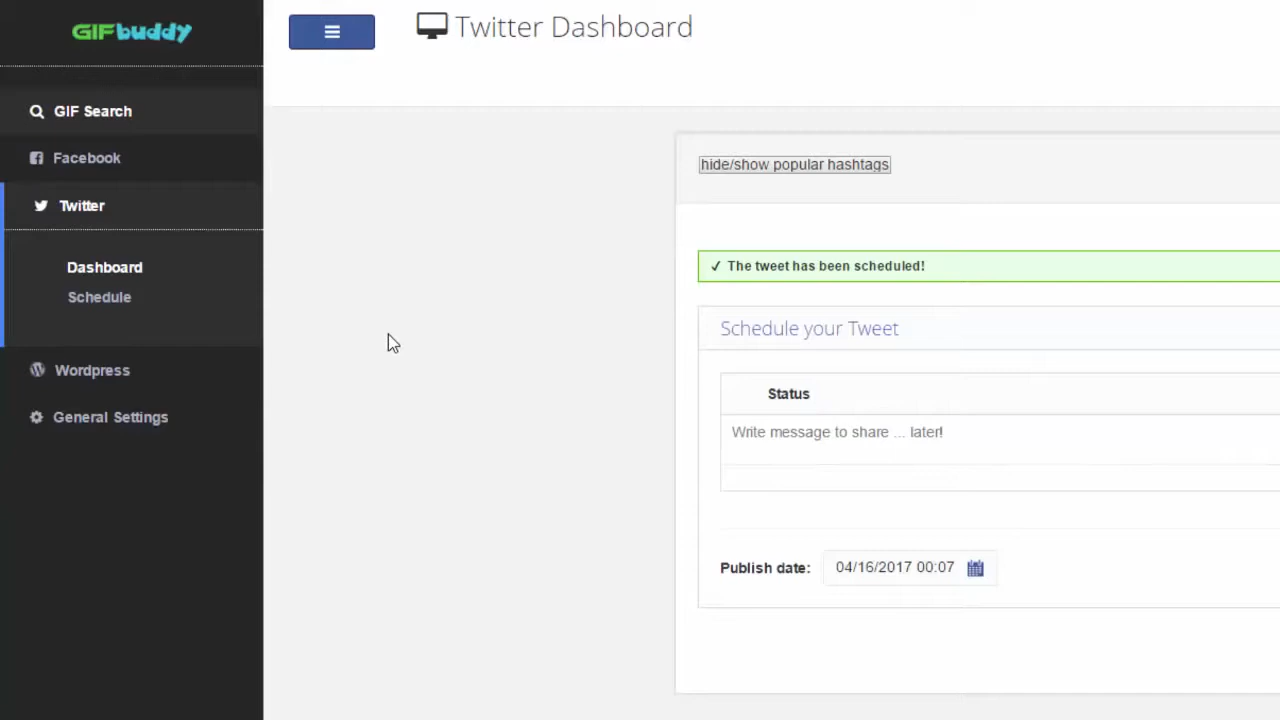 GIFbuddy
Twitter Dashboard
GIF Search
Facebook
Twitter
Dashboard
Schedule
Wordpress
General Settings
hide/show popular hashtags
✓ The tweet has been scheduled!
Schedule your Tweet
Status
Write message to share ... later!
Publish date: 04/16/2017 00:07